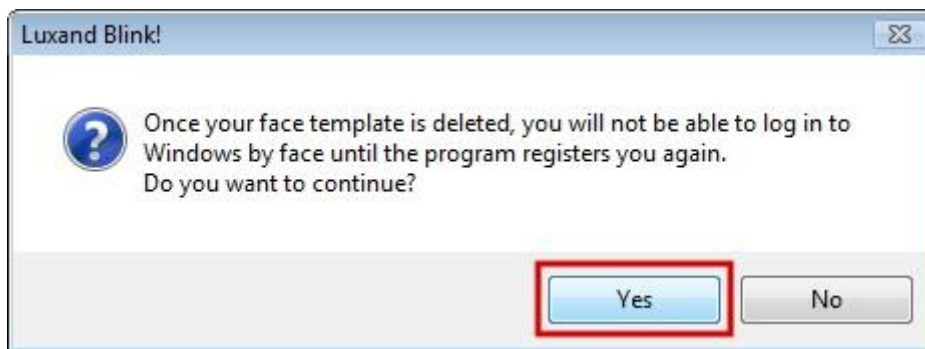 Luxand Blink!
Once your face template is deleted, you will not be able to log in to
Windows by face until the program registers you again.
Do you want to continue?
Yes
No